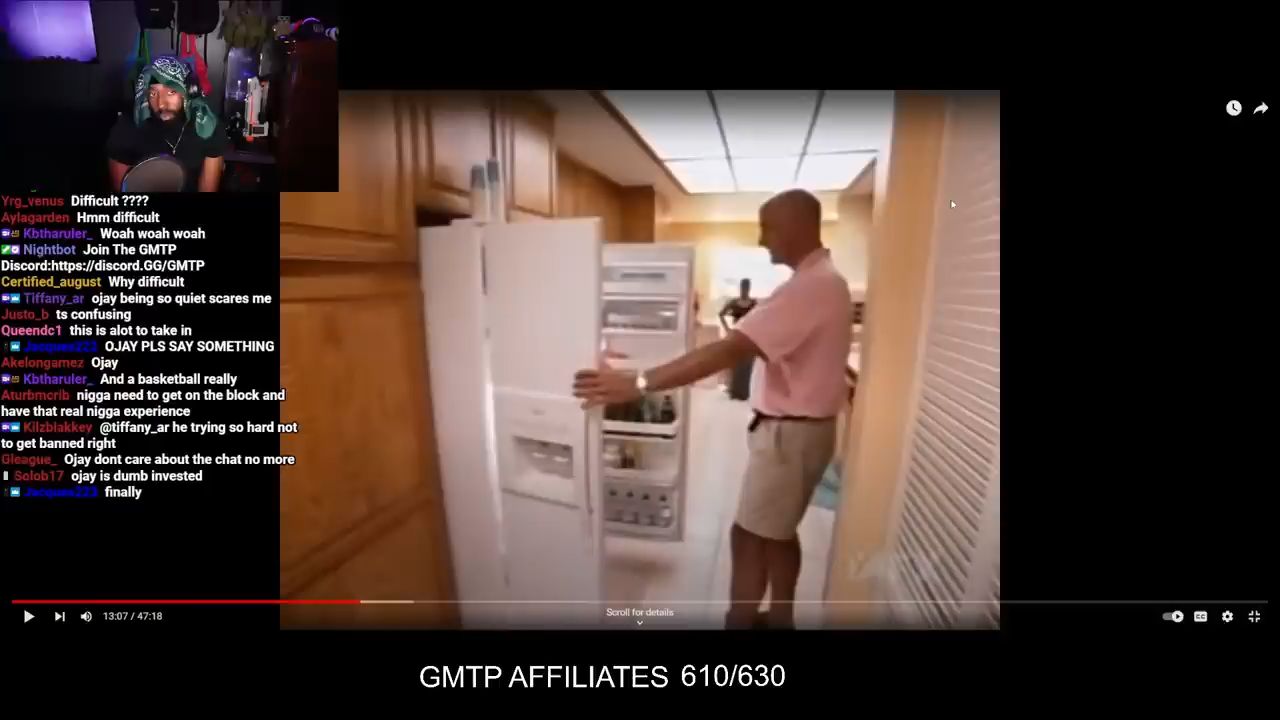 Yrg_venus Difficult ????
Aylagarden Hmm difficult
Kbtharuler_ Woah woah woah
Nightbot Join The GMTP
Discord:https://discord.GG/GMTP
Certified_august Why difficult
Tiffany_ar ojay being so quiet scares me
Justo_b ts confusing
Queendc1 this is alot to take in
Jacques223 OJAY PLS SAY SOMETHING
Akelongamez Ojay
Kbtharuler_ And a basketball really
Aturbmcrib nigga need to get on the block and
have that real nigga experience
Kilzblakkey @tiffany_ar he trying so hard not
to get banned right
Gleague_ Ojay dont care about the chat no more
Solob17 ojay is dumb invested
Jacques223 finally
Scroll for details
13:07 / 47:18
CC
GMTP AFFILIATES 610/630